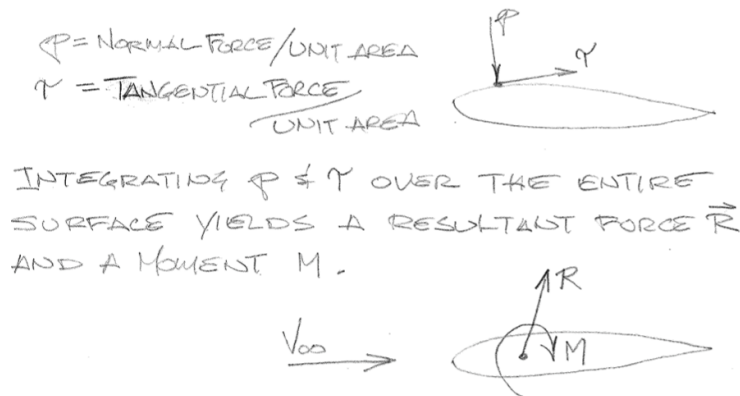 p = NORMAL FORCE/UNIT AREA
p
τ
τ = TANGENTIAL FORCE/
UNIT AREA
INTEGRATING p & τ OVER THE ENTIRE
SURFACE YIELDS A RESULTANT FORCE R⃗
AND A MOMENT M.
R
V∞
M